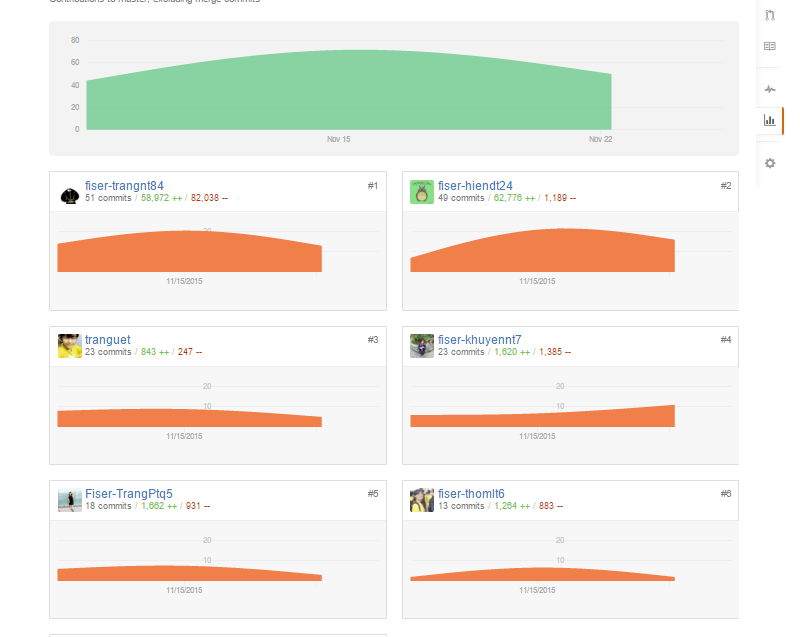 Contributions to master, excluding merge commits
80
60
40
20
0
Nov 15
Nov 22
fiser-trangnt84
#1
51 commits / 58,972 ++ / 82,038 --
20
11/15/2015
fiser-hiendt24
#2
49 commits / 62,776 ++ / 1,189 --
11/15/2015
tranguet
#3
23 commits / 843 ++ / 247 --
20
10
11/15/2015
fiser-khuyennt7
#4
23 commits / 1,620 ++ / 1,385 --
20
10
11/15/2015
Fiser-TrangPtq5
#5
18 commits / 1,662 ++ / 931 --
20
10
11/15/2015
fiser-thomlt6
#6
13 commits / 1,264 ++ / 883 --
20
10
11/15/2015